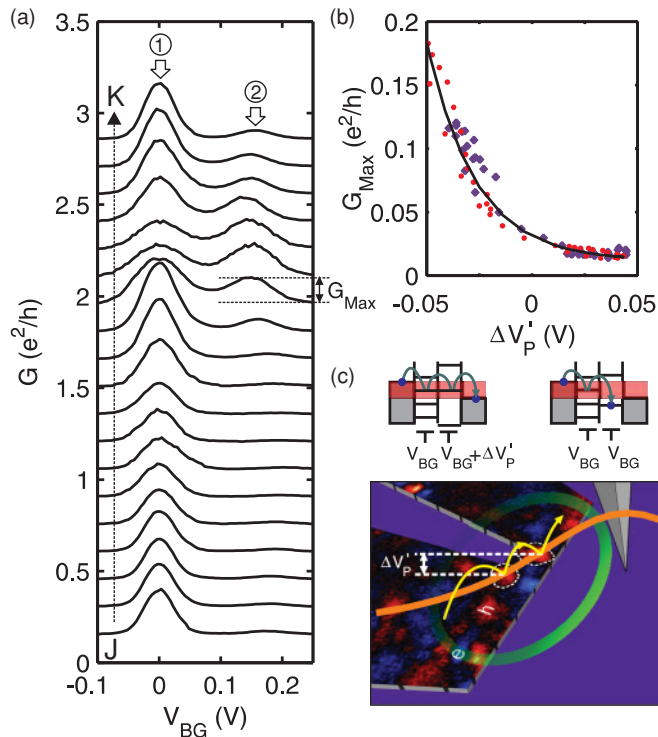 (a)
①
②
K
J
G_Max
G (e²/h)
3.5
3
2.5
2
1.5
1
0.5
0
-0.1
0
0.1
0.2
V_BG (V)
(b)
G_Max (e²/h)
0.2
0.15
0.1
0.05
0
-0.05
0
0.05
ΔV'_P (V)
(c)
V_BG V_BG+ΔV'_P
V_BG V_BG
ΔV'_P
h
e